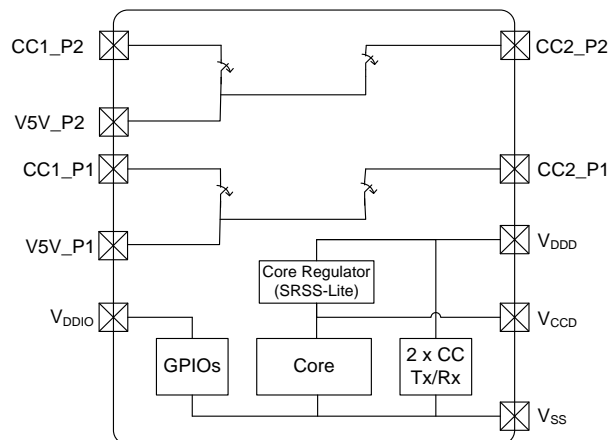 CC1_P2
CC2_P2
V5V_P2
CC1_P1
CC2_P1
V5V_P1
VDDD
Core Regulator
(SRSS-Lite)
VDDIO
VCCD
GPIOs
Core
2 x CC
Tx/Rx
VSS